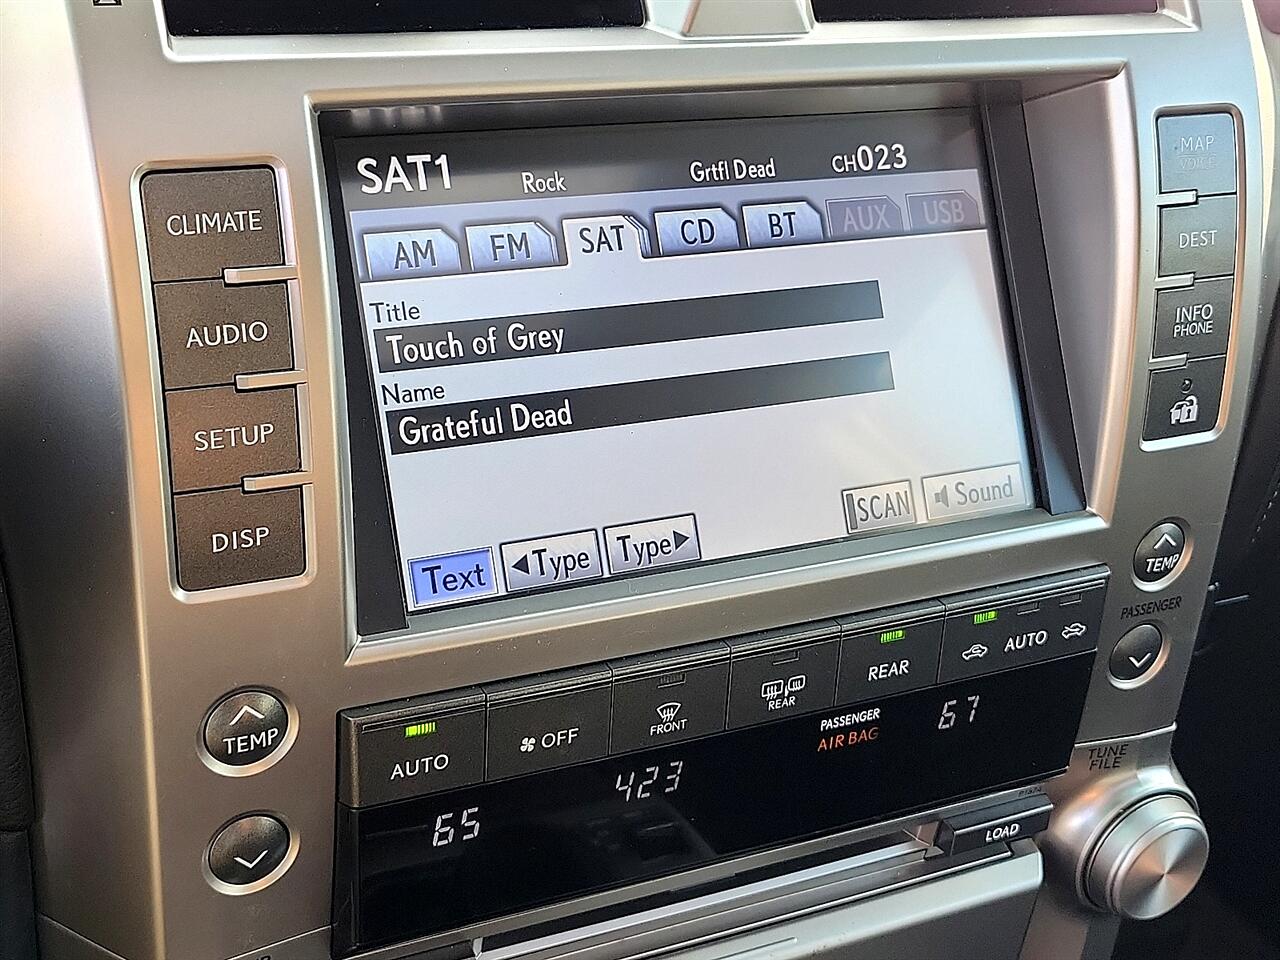 SAT1 Rock Grtfl Dead CH023
AM FM SAT CD BT AUX USB
Title
Touch of Grey
Name
Grateful Dead
SCAN Sound
Text ◀Type Type▶
CLIMATE
AUDIO
SETUP
DISP
MAP
VOICE
DEST
INFO
PHONE
TEMP
PASSENGER
TEMP
AUTO
OFF
FRONT
REAR
REAR
AUTO
PASSENGER
AIR BAG
65 423 67
TUNE
FILE
LOAD